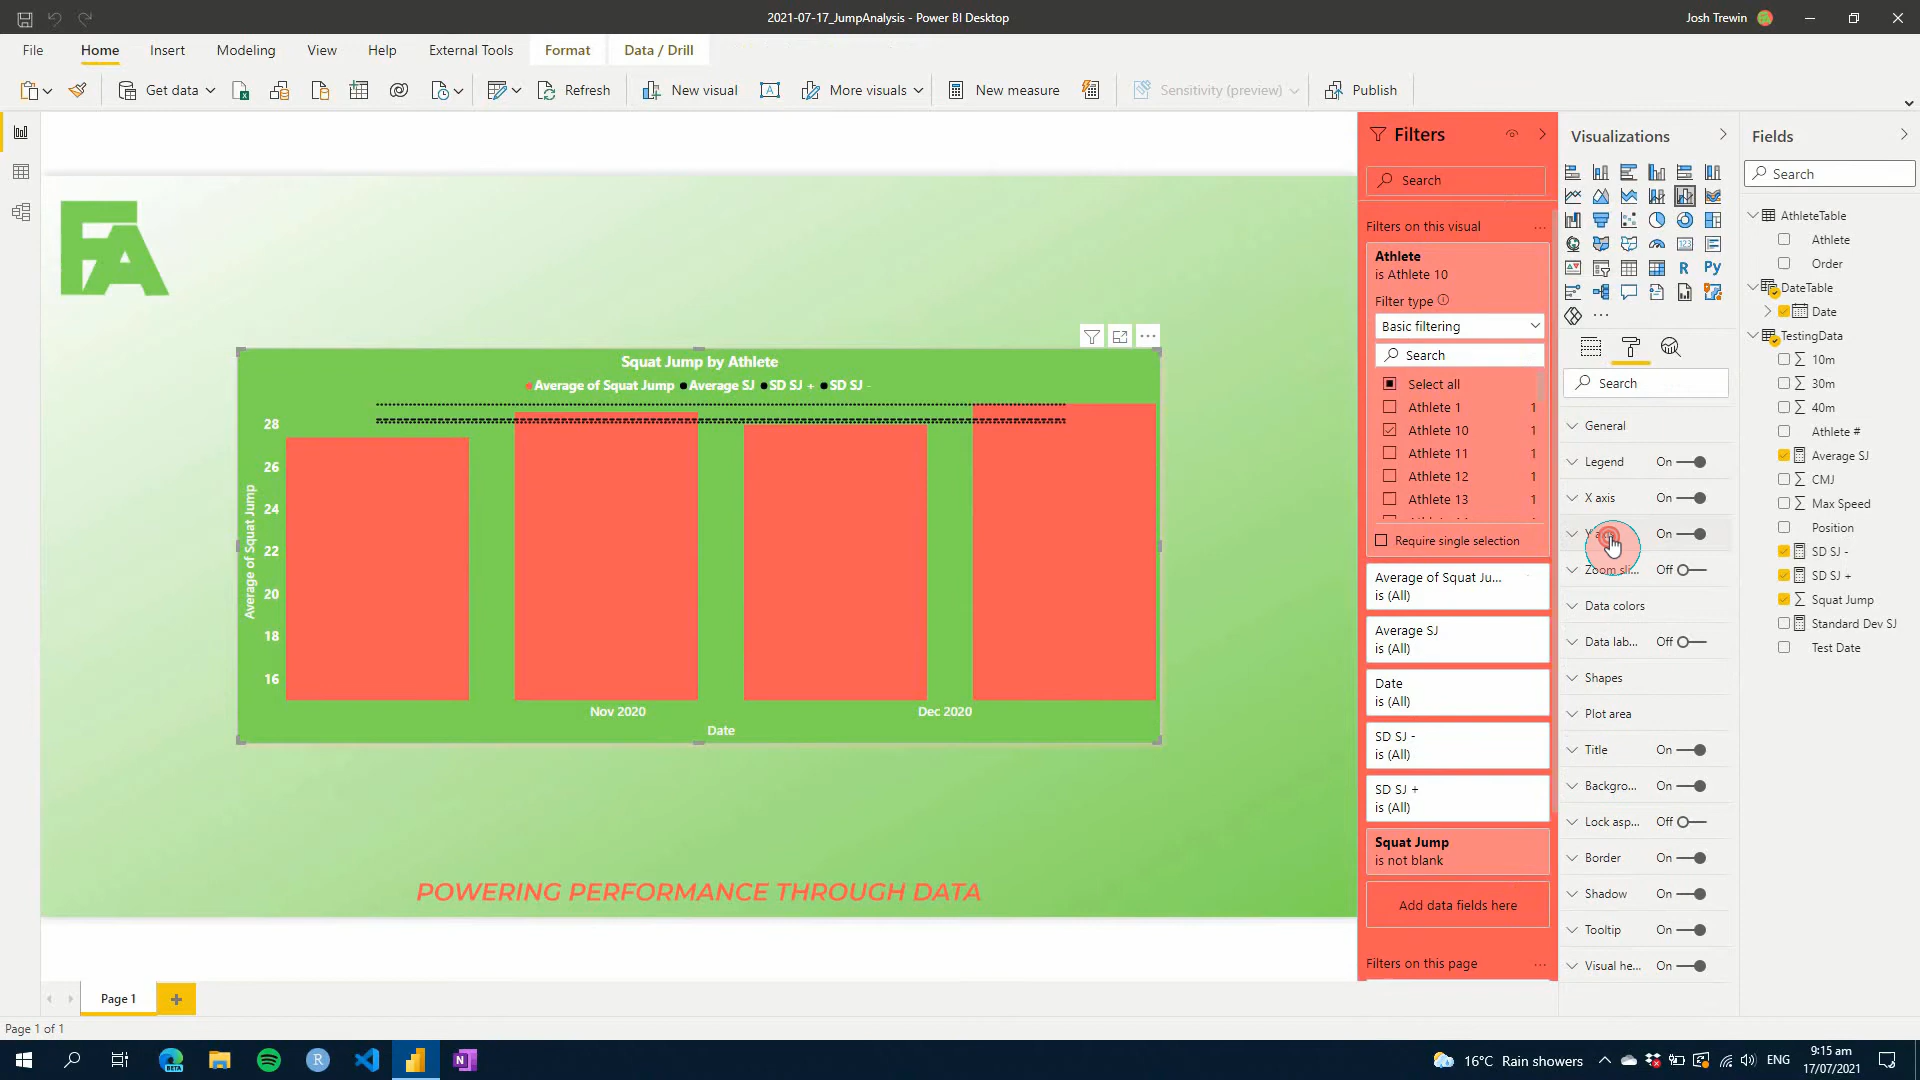 2021-07-17_JumpAnalysis - Power BI Desktop
Josh Trewin
File
Home
Insert
Modeling
View
Help
External Tools
Format
Data / Drill
Get data
Refresh
New visual
More visuals
New measure
Sensitivity (preview)
Publish
FA
Squat Jump by Athlete
Average of Squat Jump
Average SJ
SD SJ +
SD SJ -
28
26
24
22
20
18
16
Average of Squat Jump
Nov 2020
Dec 2020
Date
POWERING PERFORMANCE THROUGH DATA
Filters
Search
Filters on this visual
Athlete
is Athlete 10
Filter type
Basic filtering
Search
Select all
Athlete 1 1
Athlete 10 1
Athlete 11 1
Athlete 12 1
Athlete 13 1
Require single selection
Average of Squat Ju...
is (All)
Average SJ
is (All)
Date
is (All)
SD SJ -
is (All)
SD SJ +
is (All)
Squat Jump
is not blank
Add data fields here
Filters on this page
Visualizations
R
Py
123
Search
General
Legend On
X axis On
On
Zoom sli... Off
Data colors
Data lab... Off
Shapes
Plot area
Title On
Backgro... On
Lock asp... Off
Border On
Shadow On
Tooltip On
Visual he... On
Fields
Search
AthleteTable
Athlete
Order
DateTable
Date
TestingData
10m
30m
40m
Athlete #
Average SJ
CMJ
Max Speed
Position
SD SJ -
SD SJ +
Squat Jump
Standard Dev SJ
Test Date
Page 1
Page 1 of 1
BETA
R
N
16°C Rain showers
ENG
9:15 am
17/07/2021